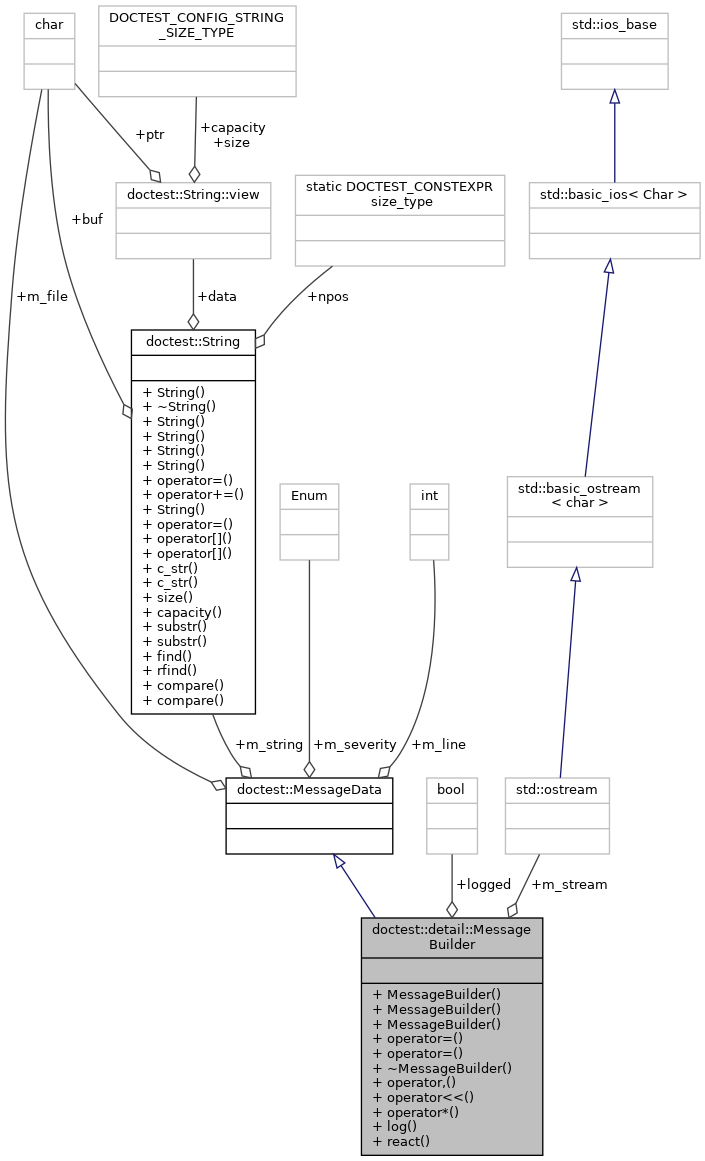 char
DOCTEST_CONFIG_STRING
_SIZE_TYPE
std::ios_base
+ptr
+capacity
+size
doctest::String::view
static DOCTEST_CONSTEXPR
size_type
std::basic_ios< Char >
+buf
+m_file
+data
+npos
doctest::String
+ String()
+ ~String()
+ String()
+ String()
+ String()
+ String()
+ operator=()
+ operator+=()
+ String()
+ operator=()
+ operator[]()
+ operator[]()
+ c_str()
+ c_str()
+ size()
+ capacity()
+ substr()
+ substr()
+ find()
+ rfind()
+ compare()
+ compare()
Enum
int
std::basic_ostream
< char >
+m_string
+m_severity
+m_line
doctest::MessageData
bool
std::ostream
+logged
+m_stream
doctest::detail::Message
Builder
+ MessageBuilder()
+ MessageBuilder()
+ MessageBuilder()
+ operator=()
+ operator=()
+ ~MessageBuilder()
+ operator,()
+ operator<<()
+ operator*()
+ log()
+ react()